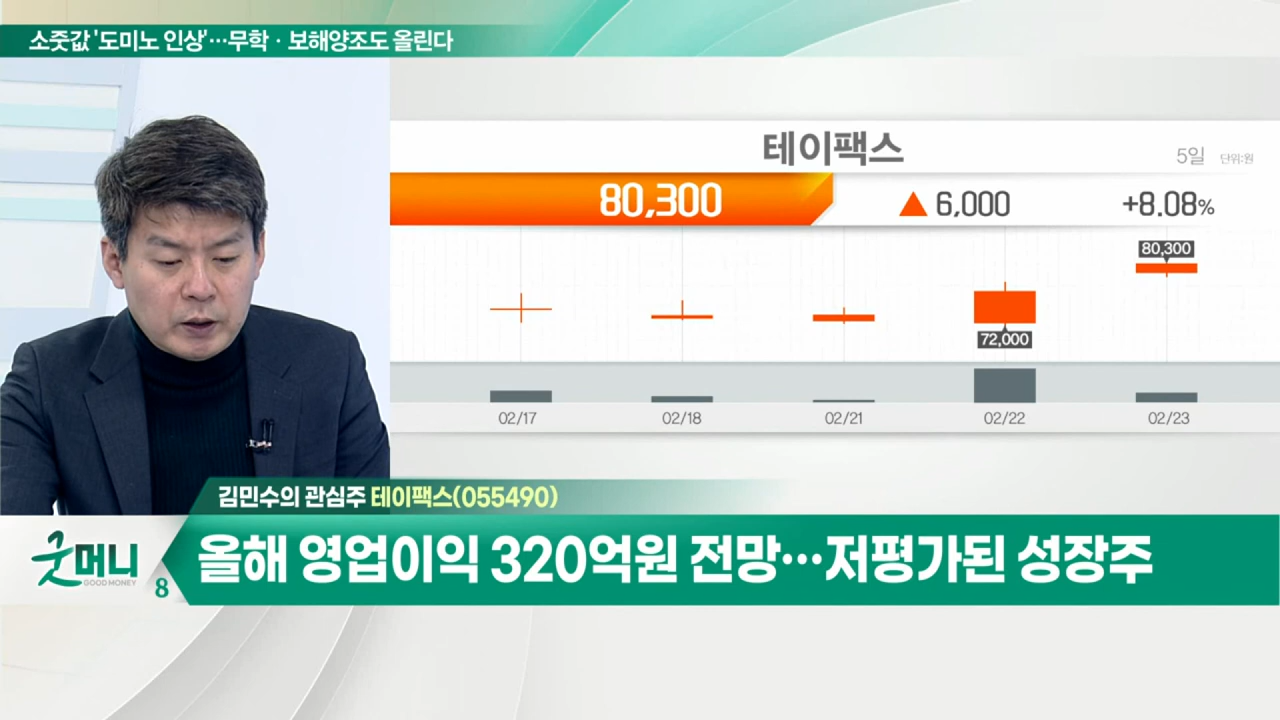 소줏값 '도미노 인상'…무학 · 보해양조도 올린다
테이팩스
5일 단위:원
80,300 ▲ 6,000 +8.08%
80,300
72,000
02/17 02/18 02/21 02/22 02/23
김민수의 관심주 테이팩스(055490)
굿머니
GOOD MONEY
8
올해 영업이익 320억원 전망…저평가된 성장주